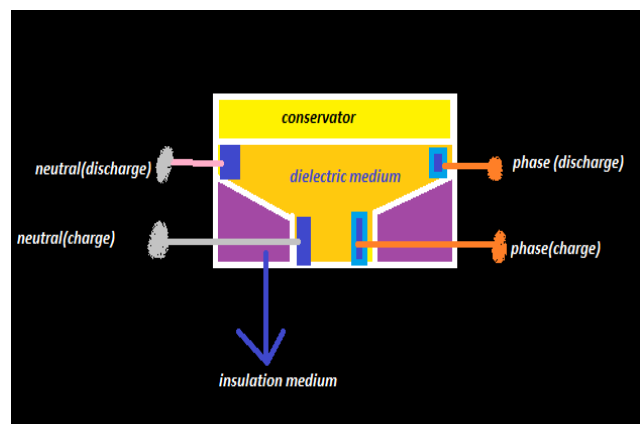 conservator
neutral(discharge)
phase (discharge)
dielectric medium
neutral(charge)
phase(charge)
insulation medium